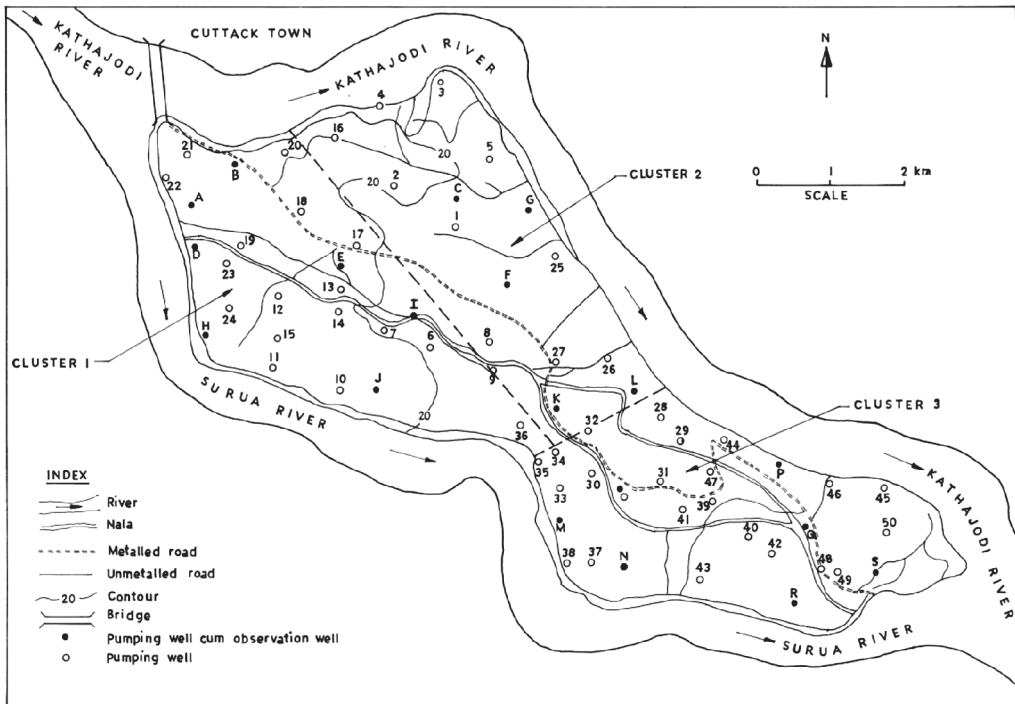 KATHAJODI
RIVER
CUTTACK TOWN
KATHAJODI RIVER
N
4
3
21
B
20
16
20
5
22
A
20
2
C
G
CLUSTER 2
0 1 2 km
SCALE
18
1
D
19
17
E
25
23
F
13
12
14
I
24
15
7
6
8
H
CLUSTER 1
11
10
J
9
27
26
L
20
K
28
CLUSTER 3
SURUA RIVER
36
32
29
44
35
34
30
31
47
P
33
46
45
41
39
M
40
Q
50
42
38
37
N
43
48
49
S
R
KATHAJODI RIVER
SURUA RIVER
INDEX
River
Nala
Metalled road
Unmetalled road
20 Contour
Bridge
Pumping well cum observation well
Pumping well